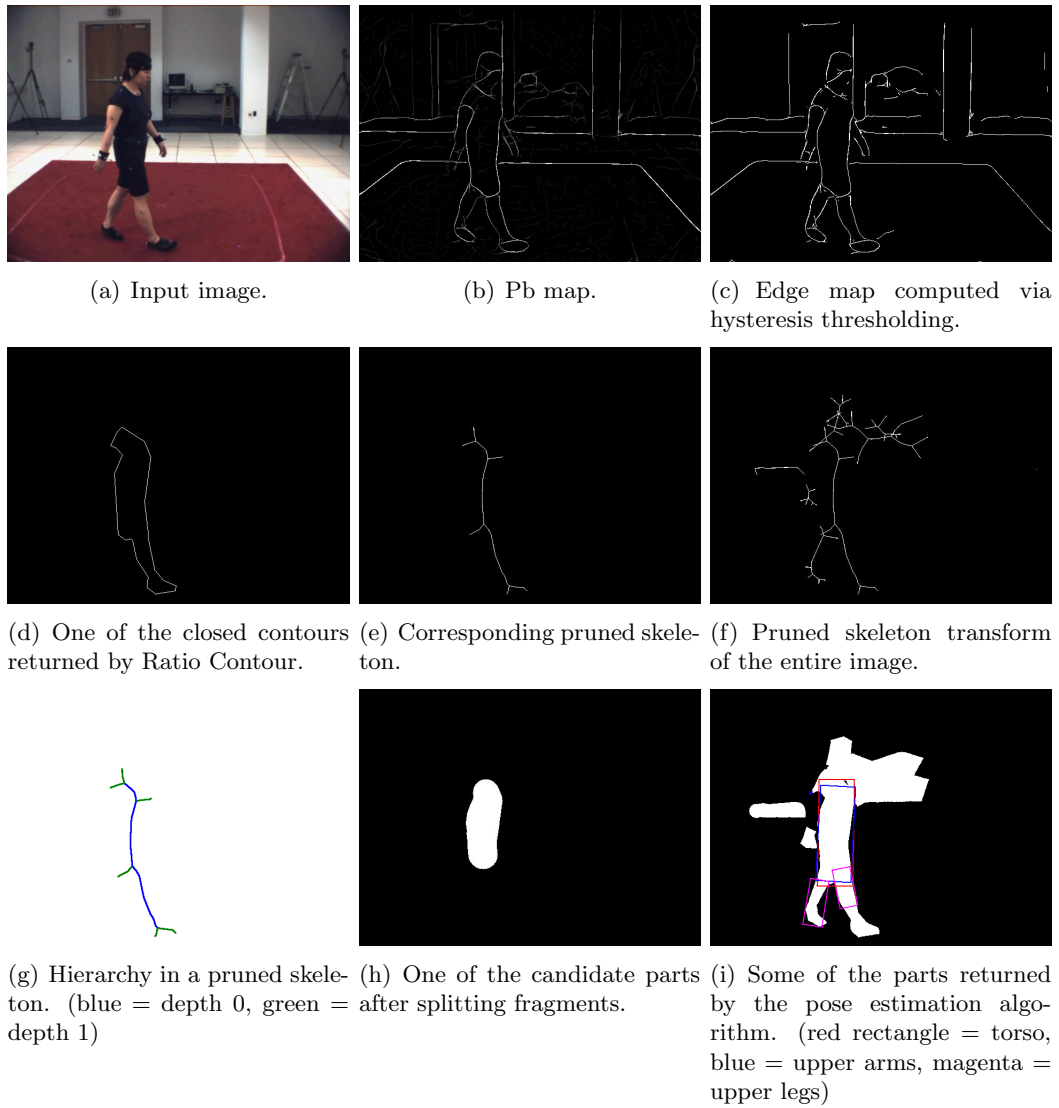 (a) Input image.
(b) Pb map.
(c) Edge map computed via
hysteresis thresholding.
(d) One of the closed contours
returned by Ratio Contour.
(e) Corresponding pruned skele-
ton.
(f) Pruned skeleton transform
of the entire image.
(g) Hierarchy in a pruned skele-
ton. (blue = depth 0, green =
depth 1)
(h) One of the candidate parts
after splitting fragments.
(i) Some of the parts returned
by the pose estimation algo-
rithm. (red rectangle = torso,
blue = upper arms, magenta =
upper legs)